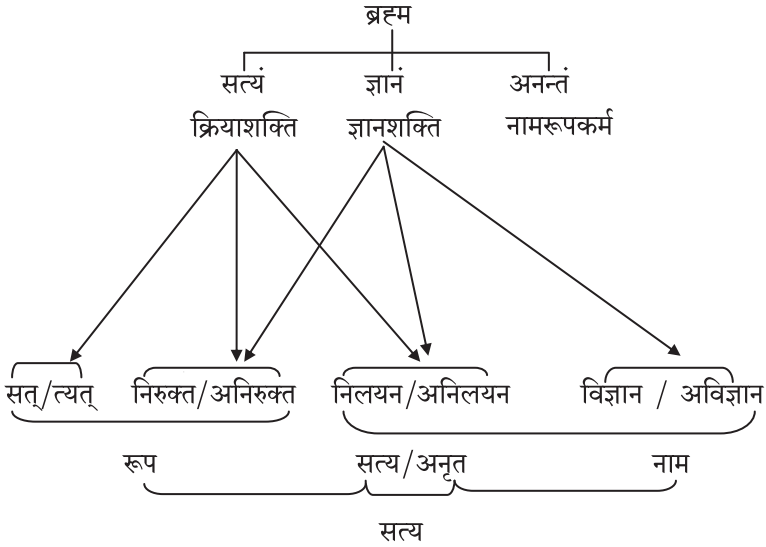 ब्रह्म
सत्यं ज्ञानं अनन्तं
क्रियाशक्ति ज्ञानशक्ति नामरूपकर्म
सत्/त्यत् निरुक्त/अनिरुक्त निलयन/अनिलयन विज्ञान / अविज्ञान
रूप सत्य/अनृत नाम
सत्य